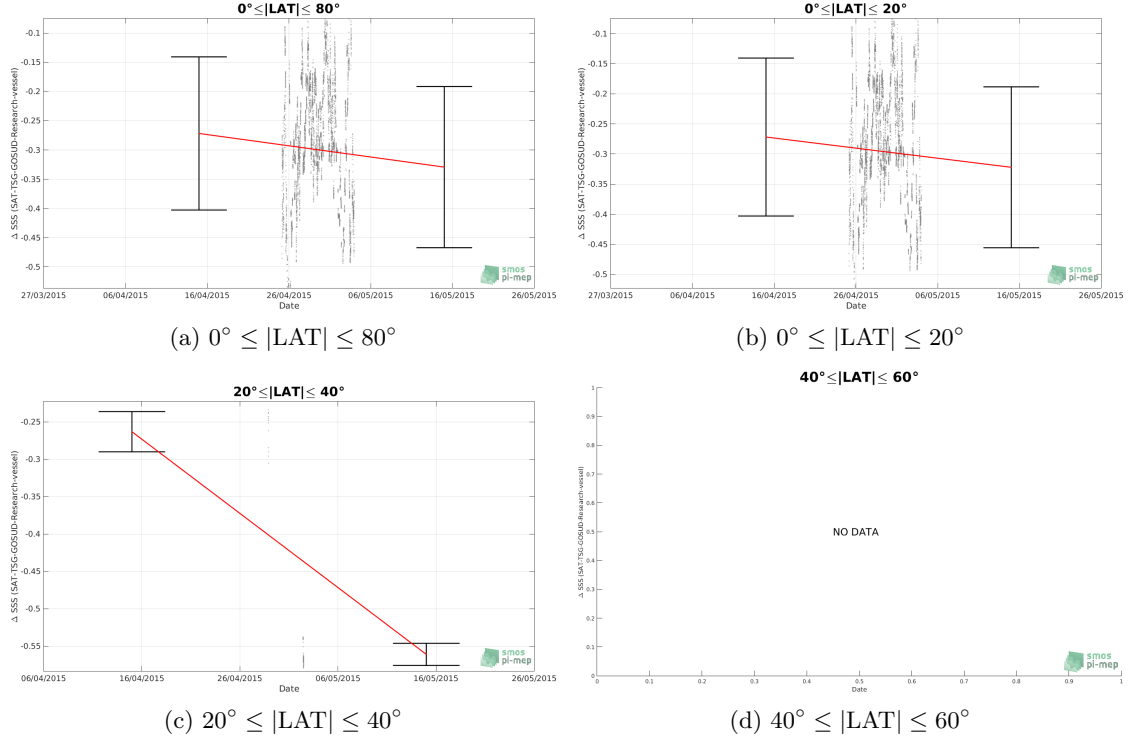 0°≤|LAT|≤ 80°
-0.1
-0.15
-0.2
-0.25
-0.3
-0.35
-0.4
-0.45
-0.5
Δ SSS (SAT-TSG-GOSUD-Research-vessel)
27/03/2015 06/04/2015 16/04/2015 26/04/2015 06/05/2015 16/05/2015 26/05/2015
Date
smos
pi-mep
(a) 0° ≤ |LAT| ≤ 80°
0°≤|LAT|≤ 20°
-0.1
-0.15
-0.2
-0.25
-0.3
-0.35
-0.4
-0.45
-0.5
Δ SSS (SAT-TSG-GOSUD-Research-vessel)
27/03/2015 06/04/2015 16/04/2015 26/04/2015 06/05/2015 16/05/2015 26/05/2015
Date
smos
pi-mep
(b) 0° ≤ |LAT| ≤ 20°
20°≤|LAT|≤ 40°
-0.25
-0.3
-0.35
-0.4
-0.45
-0.5
-0.55
Δ SSS (SAT-TSG-GOSUD-Research-vessel)
06/04/2015 16/04/2015 26/04/2015 06/05/2015 16/05/2015 26/05/2015
Date
smos
pi-mep
(c) 20° ≤ |LAT| ≤ 40°
40°≤|LAT|≤ 60°
1
0.9
0.8
0.7
0.6
0.5
0.4
0.3
0.2
0.1
0
Δ SSS (SAT-TSG-GOSUD-Research-vessel)
NO DATA
0 0.1 0.2 0.3 0.4 0.5 0.6 0.7 0.8 0.9 1
Date
smos
pi-mep
(d) 40° ≤ |LAT| ≤ 60°